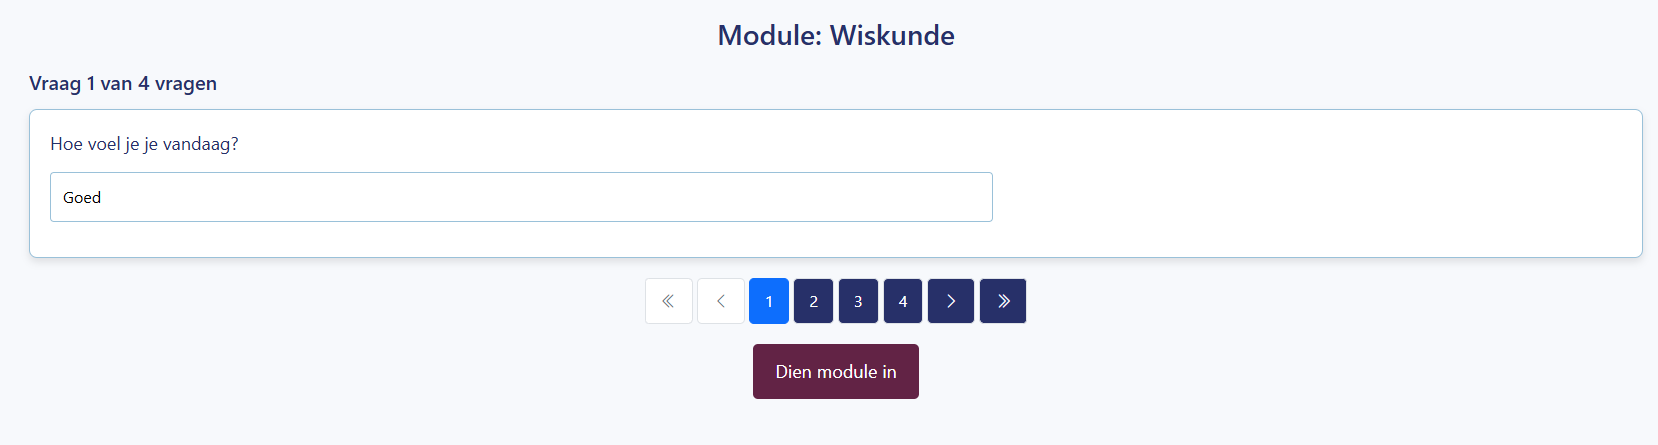 Module: Wiskunde
Vraag 1 van 4 vragen
Hoe voel je je vandaag?
Goed
1 2 3 4
Dien module in